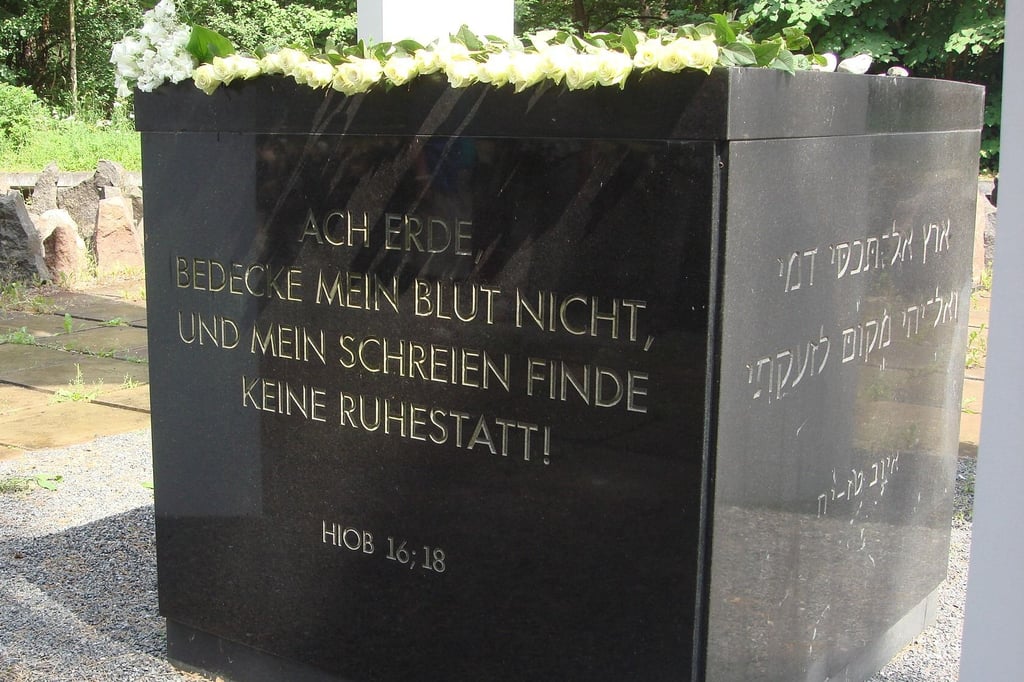 ACH ERDE,
BEDECKE MEIN BLUT NICHT,
UND MEIN SCHREIEN FINDE
KEINE RUHESTATT!
HIOB 16; 18
ארץ אל־תכסי דמי
ואל־יהי מקום לזעקתי
איוב טז־יח